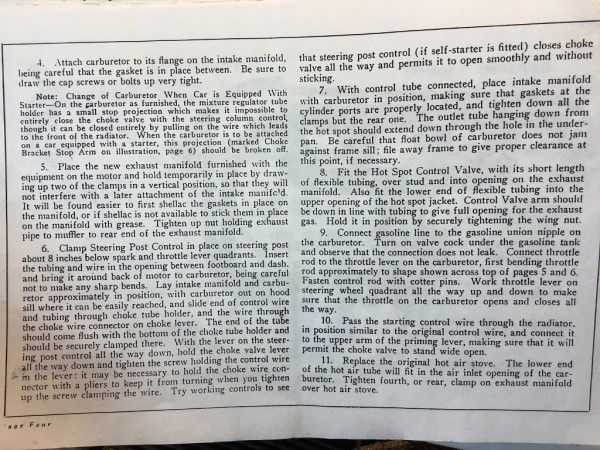 4. Attach carburetor to its flange on the intake manifold,
being careful that the gasket is in place between. Be sure to
draw the cap screws or bolts up very tight.
Note: Change of Carburetor When Car is Equipped With
Starter—On the carburetor as furnished, the mixture regulator tube
holder has a small stop projection which makes it impossible to
entirely close the choke valve with the steering column control,
though it can be closed entirely by pulling on the wire which leads
to the front of the radiator. When the carburetor is to be attached
on a car equipped with a starter, this projection (marked Choke
Bracket Stop Arm on illustration, page 6) should be broken off.
5. Place the new exhaust manifold furnished with the
equipment on the motor and hold temporarily in place by draw-
ing up two of the clamps in a vertical position, so that they will
not interfere with a later attachment of the intake manifold.
It will be found easier to first shellac the gaskets in place on
the manifold, or if shellac is not available to stick them in place
on the manifold with grease. Tighten up nut holding exhaust
pipe to muffler to rear end of the exhaust manifold.
6. Clamp Steering Post Control in place on steering post
about 8 inches below spark and throttle lever quadrants. Insert
the tubing and wire in the opening between footboard and dash,
and bring it around back of motor to carburetor, being careful
not to make any sharp bends. Lay intake manifold and carbu-
retor approximately in position, with carburetor out on hood
sill where it can be easily reached, and slide end of control wire
and tubing through choke tube holder, and the wire through
the choke wire connector on choke lever. The end of the tube
should come flush with the bottom of the choke tube holder and
should be securely clamped there. With the lever on the steer-
ing post control all the way down, hold the choke valve lever
all the way down and tighten the screw holding the control wire
in the lever: it may be necessary to hold the choke wire con-
nector with a pliers to keep it from turning when you tighten
up the screw clamping the wire. Try working controls to see
that steering post control (if self-starter is fitted) closes choke
valve all the way and permits it to open smoothly and without
sticking.
7. With control tube connected, place intake manifold
with carburetor in position, making sure that gaskets at the
cylinder ports are properly located, and tighten down all the
clamps but the rear one. The outlet tube hanging down from
the hot spot should extend down through the hole in the under-
pan. Be careful that float bowl of carburetor does not jam
against frame sill; file away frame to give proper clearance at
this point, if necessary.
8. Fit the Hot Spot Control Valve, with its short length
of flexible tubing, over stud and into opening on the exhaust
manifold. Also fit the lower end of flexible tubing into the
upper opening of the hot spot jacket. Control Valve arm should
be down in line with tubing to give full opening for the exhaust
gas. Hold it in position by securely tightening the wing nut.
9. Connect gasoline line to the gasoline union nipple on
the carburetor. Turn on valve cock under the gasoline tank
and observe that the connection does not leak. Connect throttle
rod to the throttle lever on the carburetor, first bending throttle
rod approximately to shape shown across top of pages 5 and 6.
Fasten control rod with cotter pins. Work throttle lever on
steering wheel quadrant all the way up and down to make
sure that the throttle on the carburetor opens and closes all
the way.
10. Pass the starting control wire through the radiator,
in position similar to the original control wire, and connect it
to the upper arm of the priming lever, making sure that it will
permit the choke valve to stand wide open.
11. Replace the original hot air stove. The lower end
of the hot air tube will fit in the air inlet opening of the car-
buretor. Tighten fourth, or rear, clamp on exhaust manifold
over hot air stove.
age Four